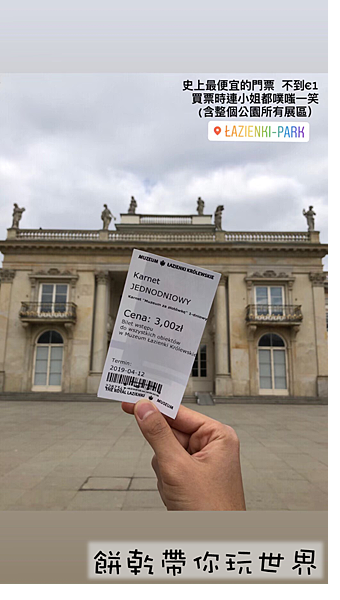 史上最便宜的門票 不到€1
買票時連小姐都噗嗤一笑
(含整個公園所有展區)
ŁAZIENKI-PARK
MUZEUM ŁAZIENKI KRÓLEWSKIE
Karnet
JEDNODNIOWY
Cena: 3,00zł
Bilet wstępu
do wszystkich obiektów
w Muzeum Łazienki Królewskie
Termin:
2019-04-12
THE ROYAL ŁAZIENKI MUZEUM
餅乾帶你玩世界